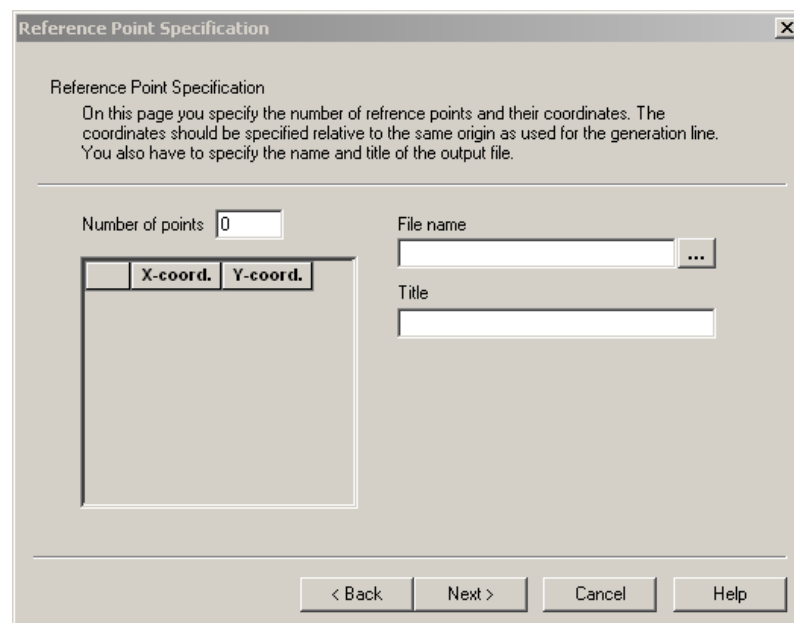 Reference Point Specification
Reference Point Specification
On this page you specify the number of refrence points and their coordinates. The
coordinates should be specified relative to the same origin as used for the generation line.
You also have to specify the name and title of the output file.
Number of points 0
X-coord. Y-coord.
File name
...
Title
< Back Next > Cancel Help